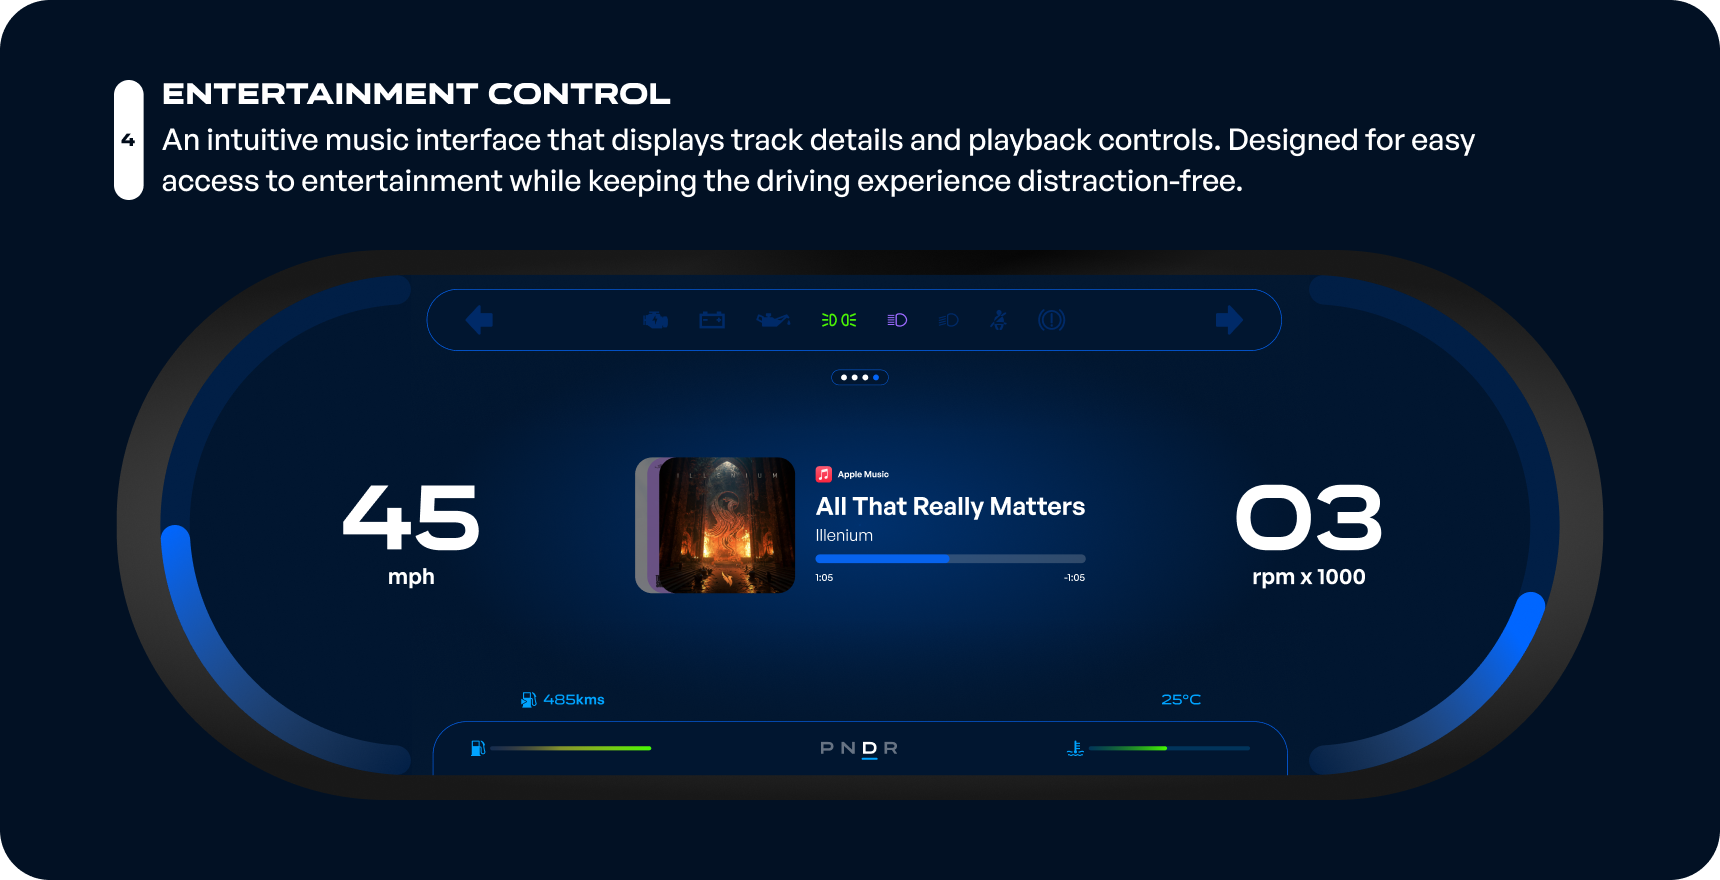 ENTERTAINMENT CONTROL
4
An intuitive music interface that displays track details and playback controls. Designed for easy
access to entertainment while keeping the driving experience distraction-free.
ILLENIUM
Apple Music
All That Really Matters
Illenium
1:05
-1:05
45
mph
03
rpm x 1000
485kms
25°C
P N D R